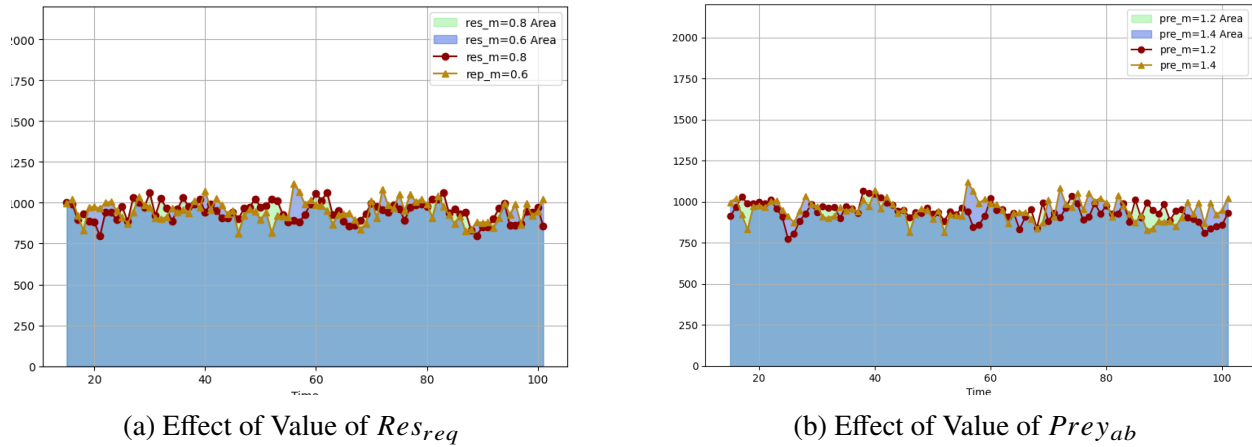 res_m=0.8 Area
res_m=0.6 Area
res_m=0.8
rep_m=0.6
2000
1750
1500
1250
1000
750
500
250
0
20
40
60
80
100
Time
(a) Effect of Value of Res_req
pre_m=1.2 Area
pre_m=1.4 Area
pre_m=1.2
pre_m=1.4
2000
1750
1500
1250
1000
750
500
250
0
20
40
60
80
100
Time
(b) Effect of Value of Prey_ab